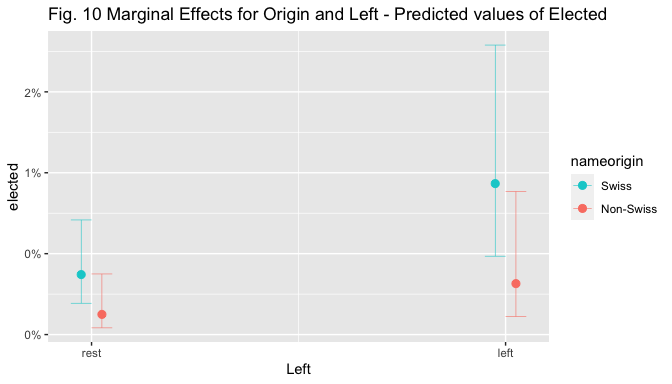 Fig. 10 Marginal Effects for Origin and Left - Predicted values of Elected
2%
1%
0%
0%
elected
rest
left
Left
nameorigin
Swiss
Non-Swiss